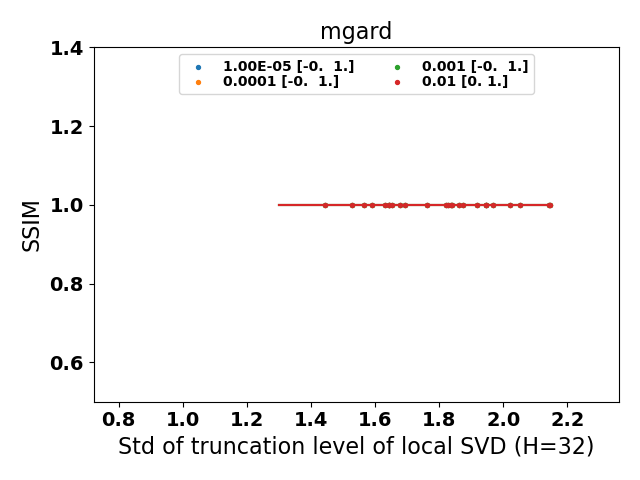 mgard
1.4
1.00E-05 [-0.  1.]
0.001 [-0.  1.]
0.0001 [-0.  1.]
0.01 [0. 1.]
1.2
1.0
SSIM
0.8
0.6
0.8 1.0 1.2 1.4 1.6 1.8 2.0 2.2
Std of truncation level of local SVD (H=32)